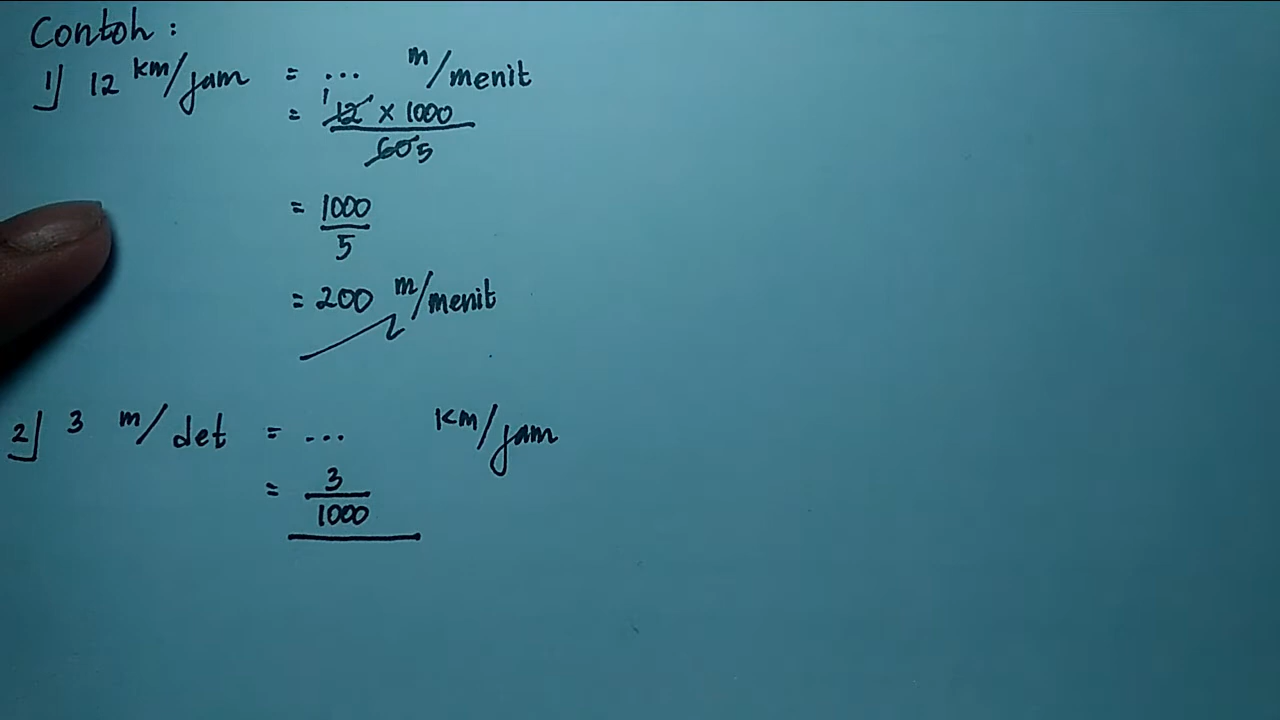 Contoh :
1] 12 km/jam = ... m/menit
= 1 12 x 1000
60 5
= 1000
5
= 200 m/menit
2] 3 m/det = ... km/jam
= 3
1000